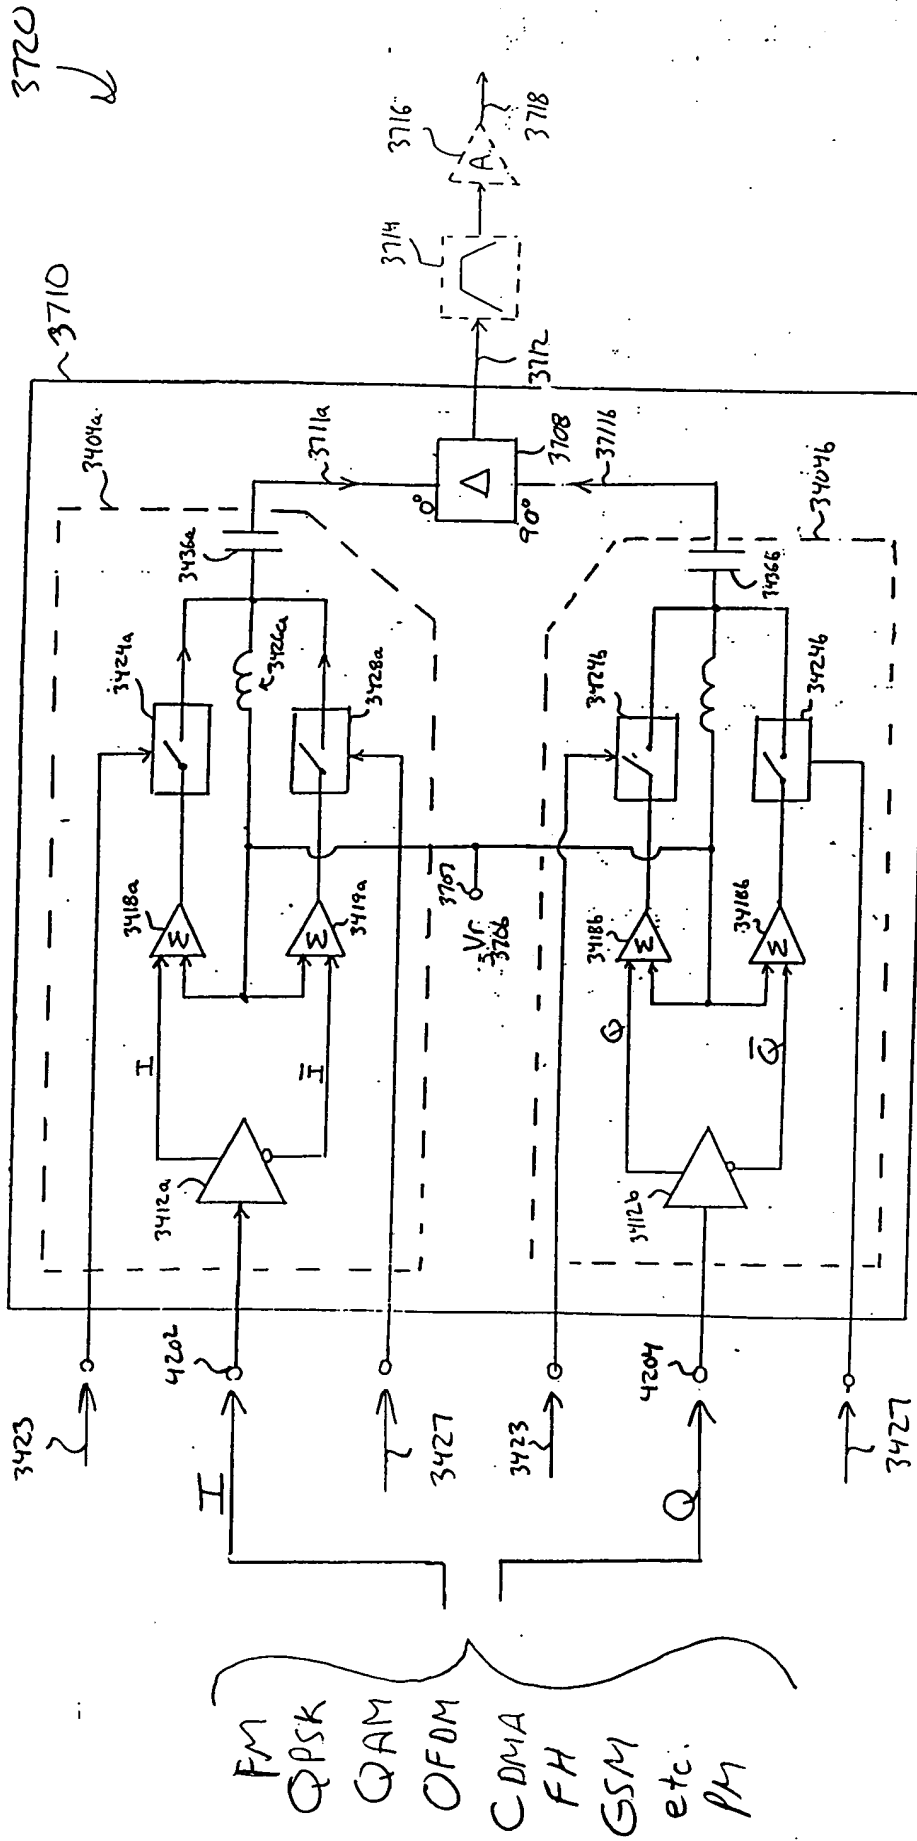 3720
3710
3404a
3423
3424a
3436a
3711a
3418a
Σ
I
3426a
3428a
0°
Δ
3708
90°
3712
3714
3716
A
3718
3412a
4202
I
Ī
3419a
Σ
3427
3707
Vr
3706
3711b
3404b
3423
3424b
3436b
3418b
Σ
Q
3412b
4204
Q
Q̅
3418b
Σ
3424b
3427
FM
QPSK
QAM
OFDM
CDMA
FH
GSM
etc.
PM